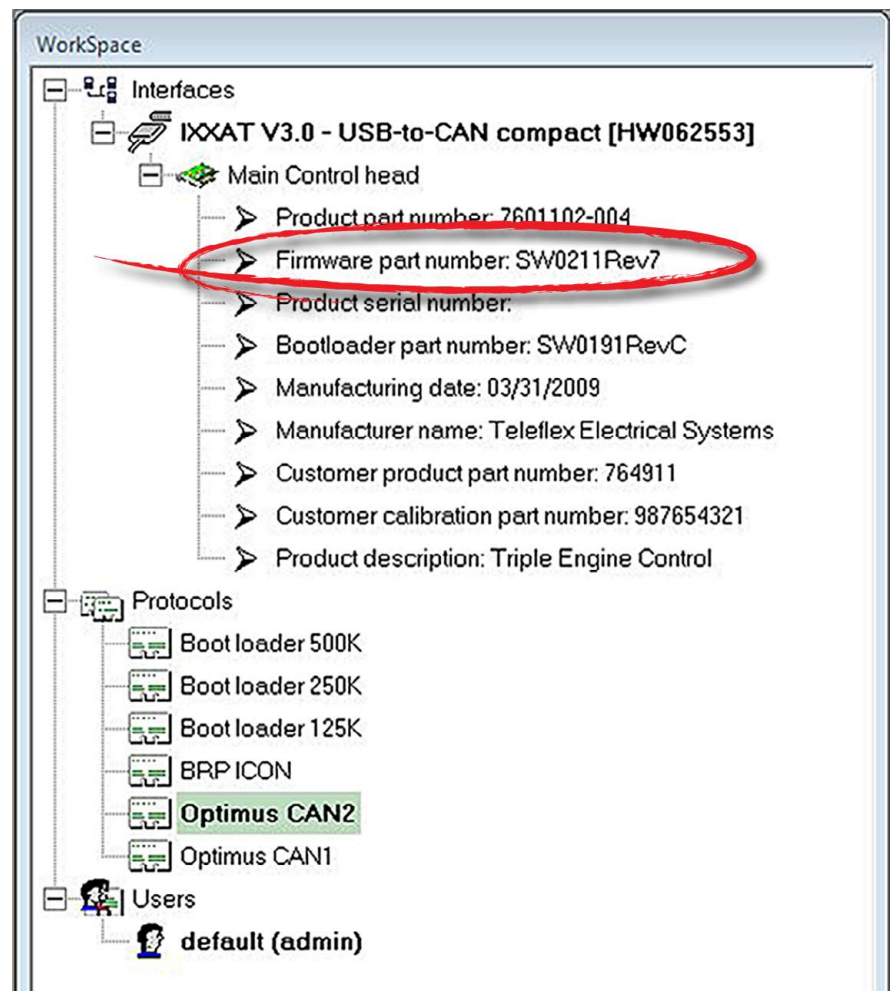 WorkSpace
Interfaces
IXXAT V3.0 - USB-to-CAN compact [HW062553]
Main Control head
Product part number: 7601102-004
Firmware part number: SW0211Rev7
Product serial number:
Bootloader part number: SW0191RevC
Manufacturing date: 03/31/2009
Manufacturer name: Teleflex Electrical Systems
Customer product part number: 764911
Customer calibration part number: 987654321
Product description: Triple Engine Control
Protocols
Boot loader 500K
Boot loader 250K
Boot loader 125K
BRP ICON
Optimus CAN2
Optimus CAN1
Users
default (admin)